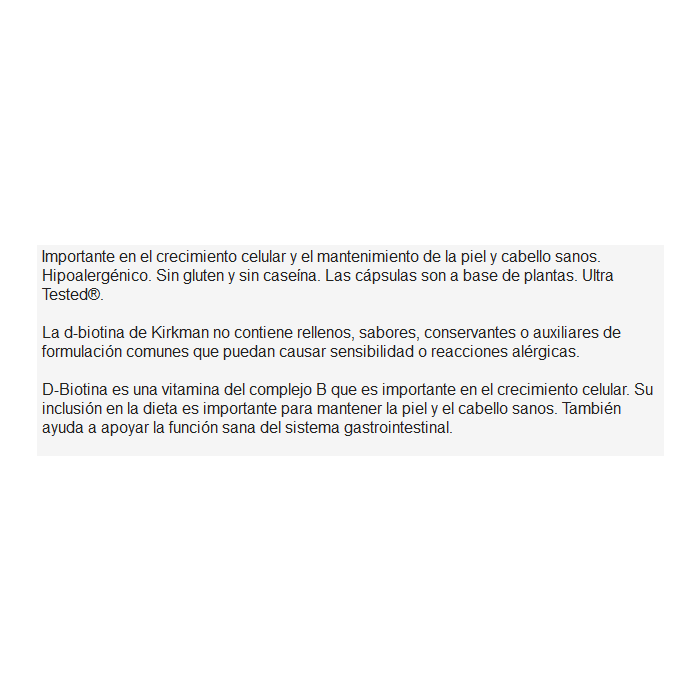 Importante en el crecimiento celular y el mantenimiento de la piel y cabello sanos.
Hipoalergénico. Sin gluten y sin caseína. Las cápsulas son a base de plantas. Ultra
Tested®.
La d-biotina de Kirkman no contiene rellenos, sabores, conservantes o auxiliares de
formulación comunes que puedan causar sensibilidad o reacciones alérgicas.
D-Biotina es una vitamina del complejo B que es importante en el crecimiento celular. Su
inclusión en la dieta es importante para mantener la piel y el cabello sanos. También
ayuda a apoyar la función sana del sistema gastrointestinal.